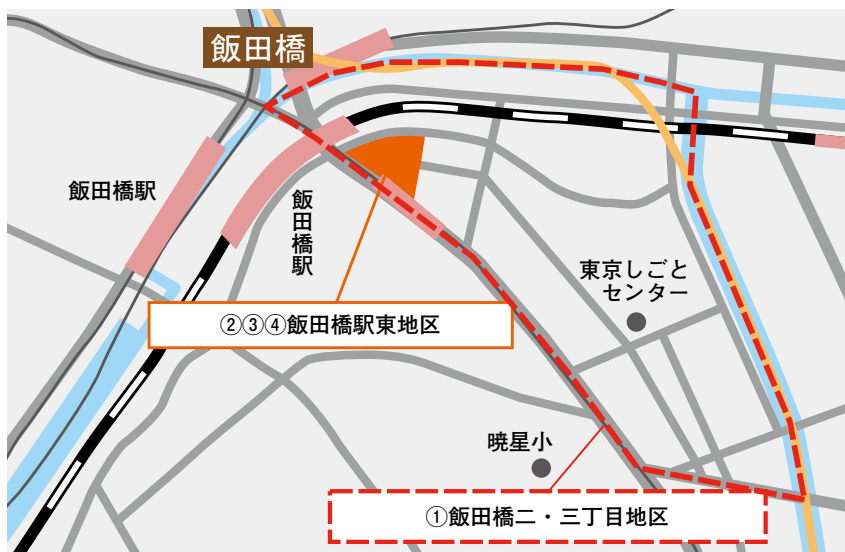 飯田橋
飯田橋駅
飯田橋駅
東京しごと
センター
②③④飯田橋駅東地区
暁星小
①飯田橋二・三丁目地区